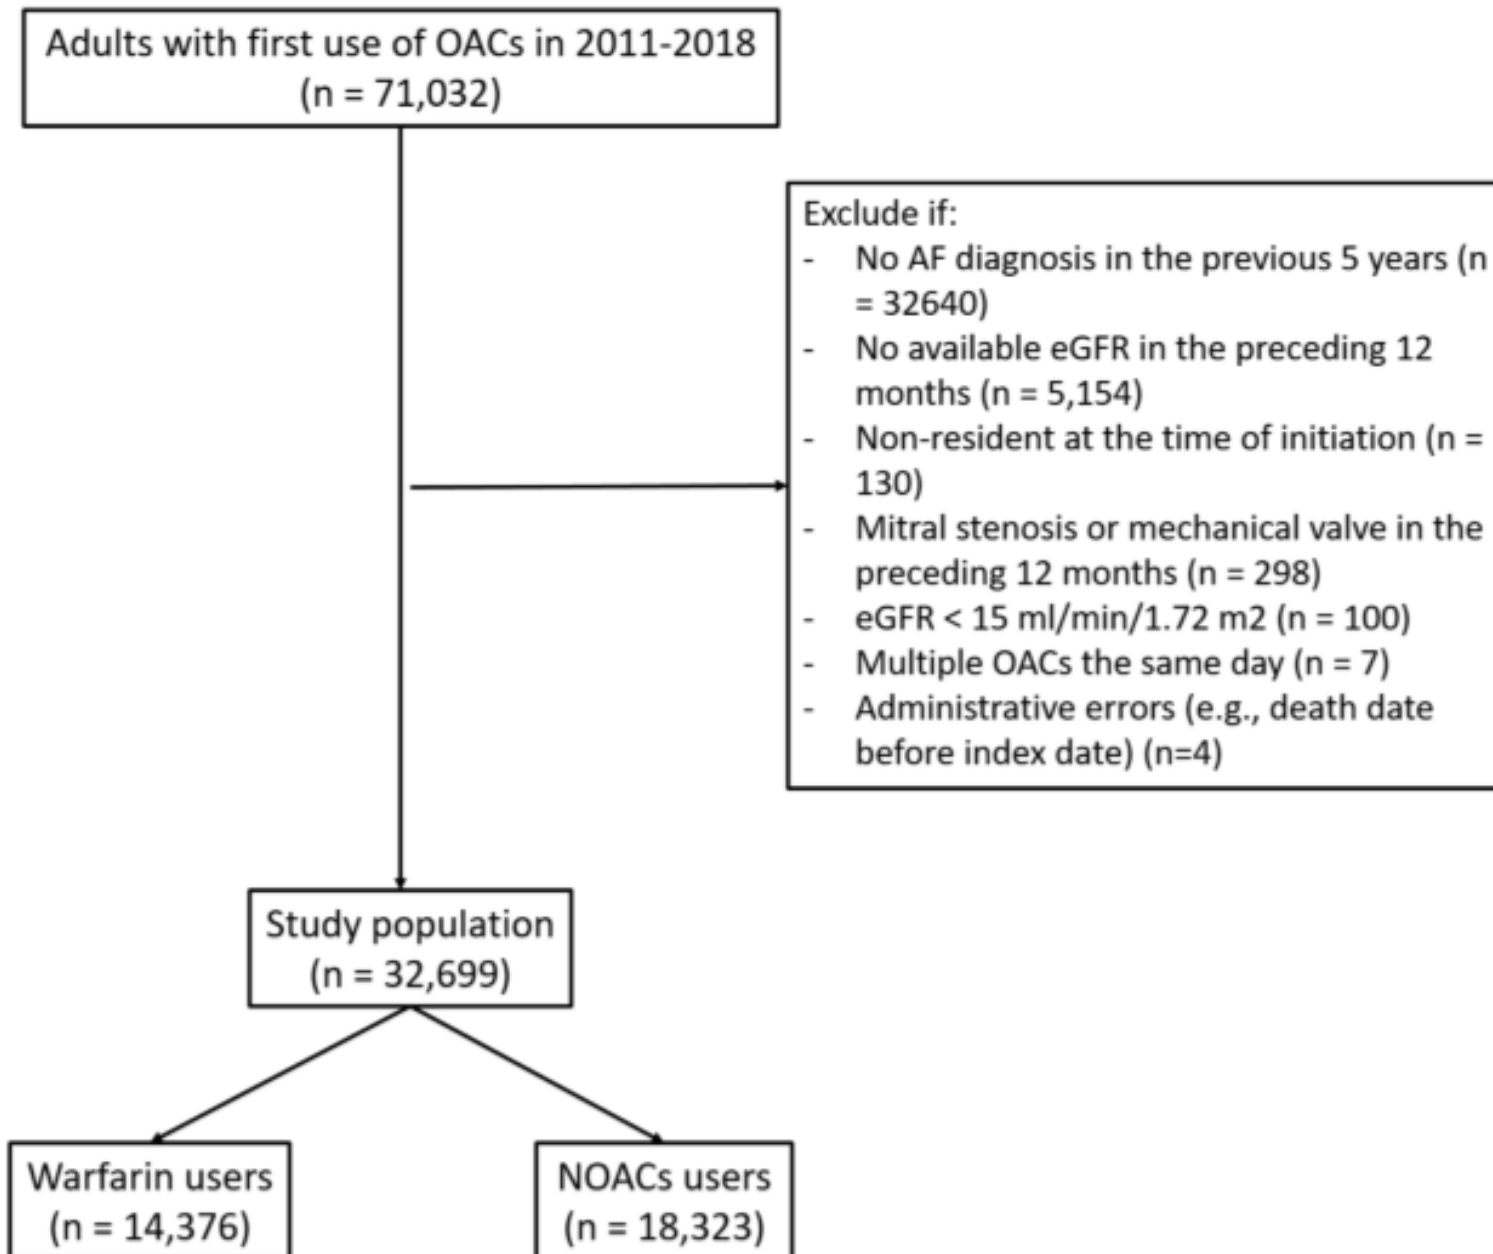 Adults with first use of OACs in 2011-2018
(n = 71,032)
Exclude if:
- No AF diagnosis in the previous 5 years (n
= 32640)
- No available eGFR in the preceding 12
months (n = 5,154)
- Non-resident at the time of initiation (n =
130)
- Mitral stenosis or mechanical valve in the
preceding 12 months (n = 298)
- eGFR < 15 ml/min/1.72 m2 (n = 100)
- Multiple OACs the same day (n = 7)
- Administrative errors (e.g., death date
before index date) (n=4)
Study population
(n = 32,699)
Warfarin users
(n = 14,376)
NOACs users
(n = 18,323)